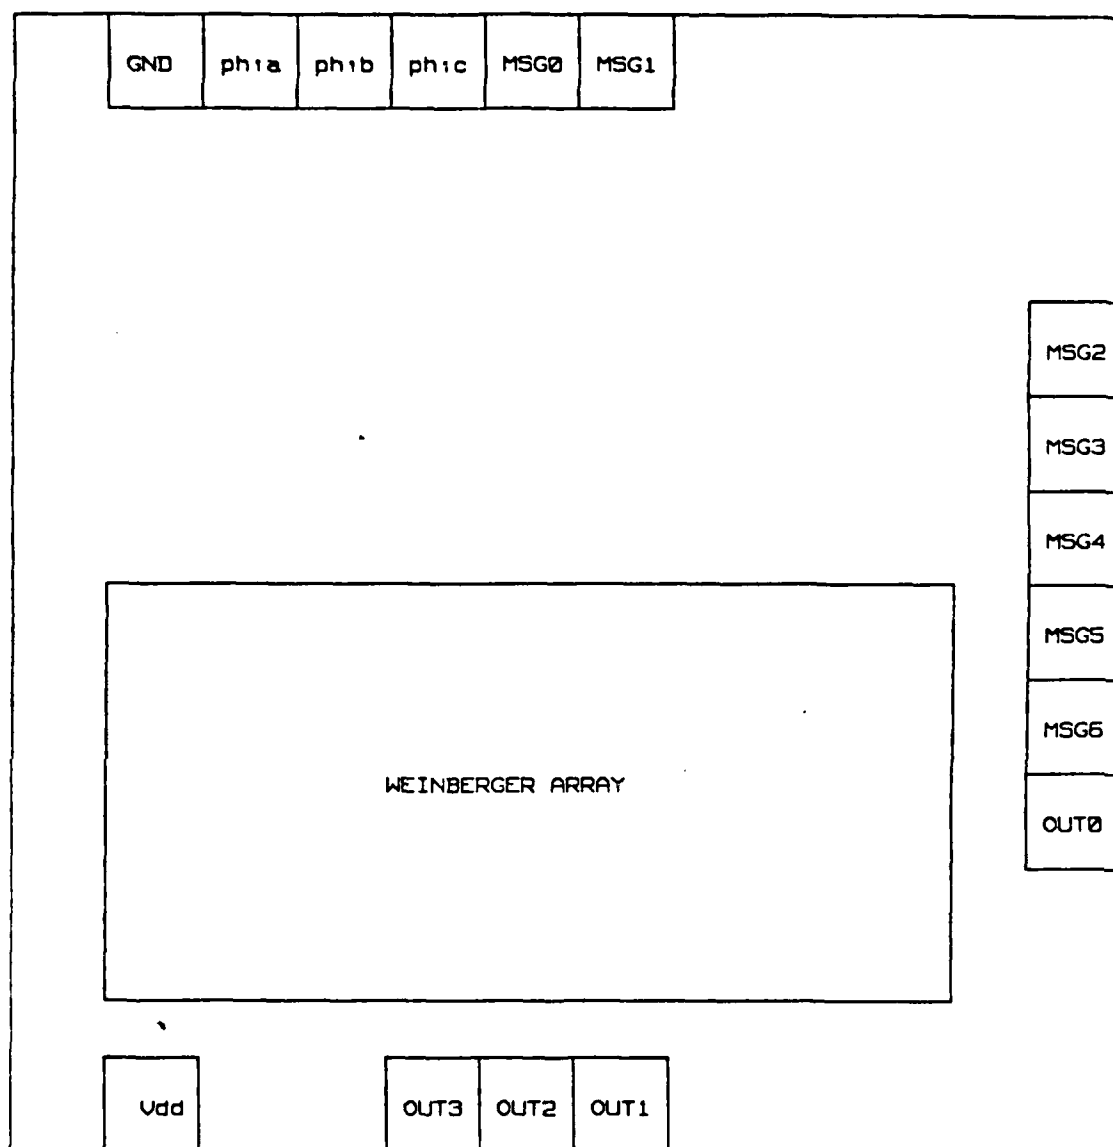 GND phia phib phic MSG0 MSG1
MSG2
MSG3
MSG4
MSG5
MSG6
WEINBERGER ARRAY
OUT0
Vdd OUT3 OUT2 OUT1